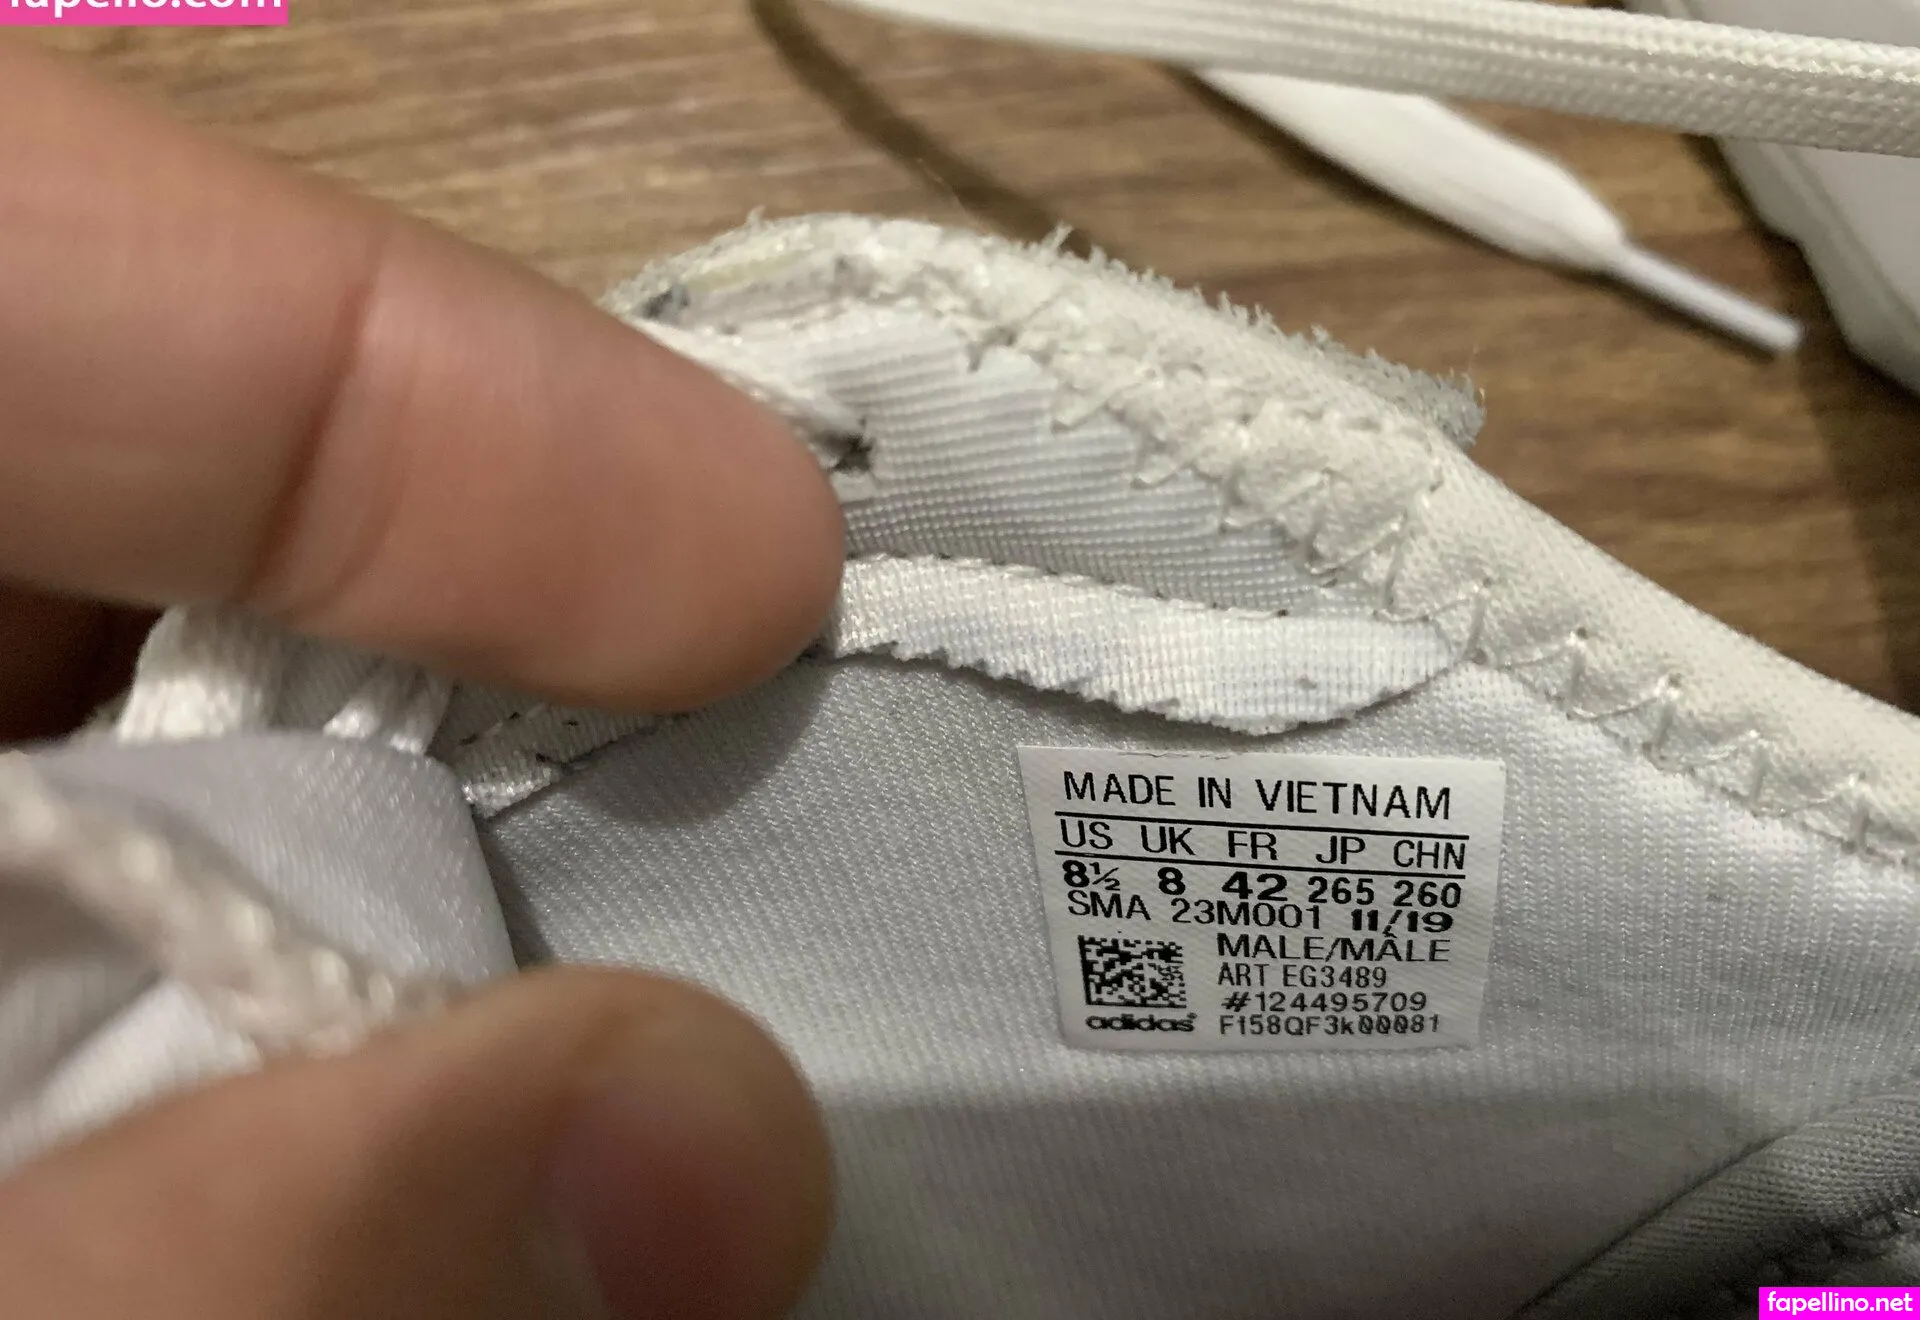 fapello.com
MADE IN VIETNAM
US UK FR JP CHN
8½ 8 42 265 260
SMA 23M001 11/19
MALE/MÂLE
ART EG3489
#124495709
adidas F158QF3K00081
fapellino.net